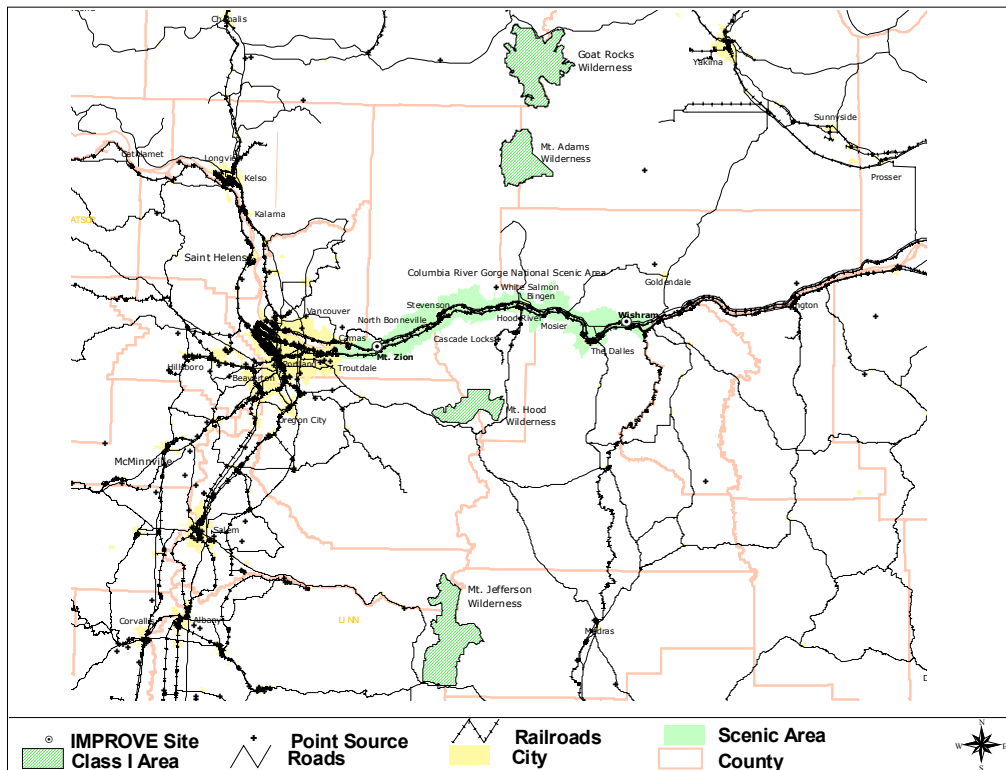 Chehalis
Goat Rocks
Wilderness
Yakima
Sunnyside
Mt. Adams
Wilderness
Prosser
Cathlamet
Longview
Kelso
Kalama
ATSOP
Saint Helens
Columbia River Gorge National Scenic Area
White Salmon
Bingen
Goldendale
Stevenson
Vancouver
North Bonneville
Hood River
Mosier
Wishram
Camas
Cascade Locks
Mt. Zion
The Dalles
Portland
Troutdale
Hillsboro
Beaverton
Mt. Hood
Wilderness
Oregon City
McMinnville
Salem
Mt. Jefferson
Wilderness
LINN
Corvallis
Albany
Madras
IMPROVE Site
Class I Area
Point Source
Roads
Railroads
City
Scenic Area
County
N
W
E
S